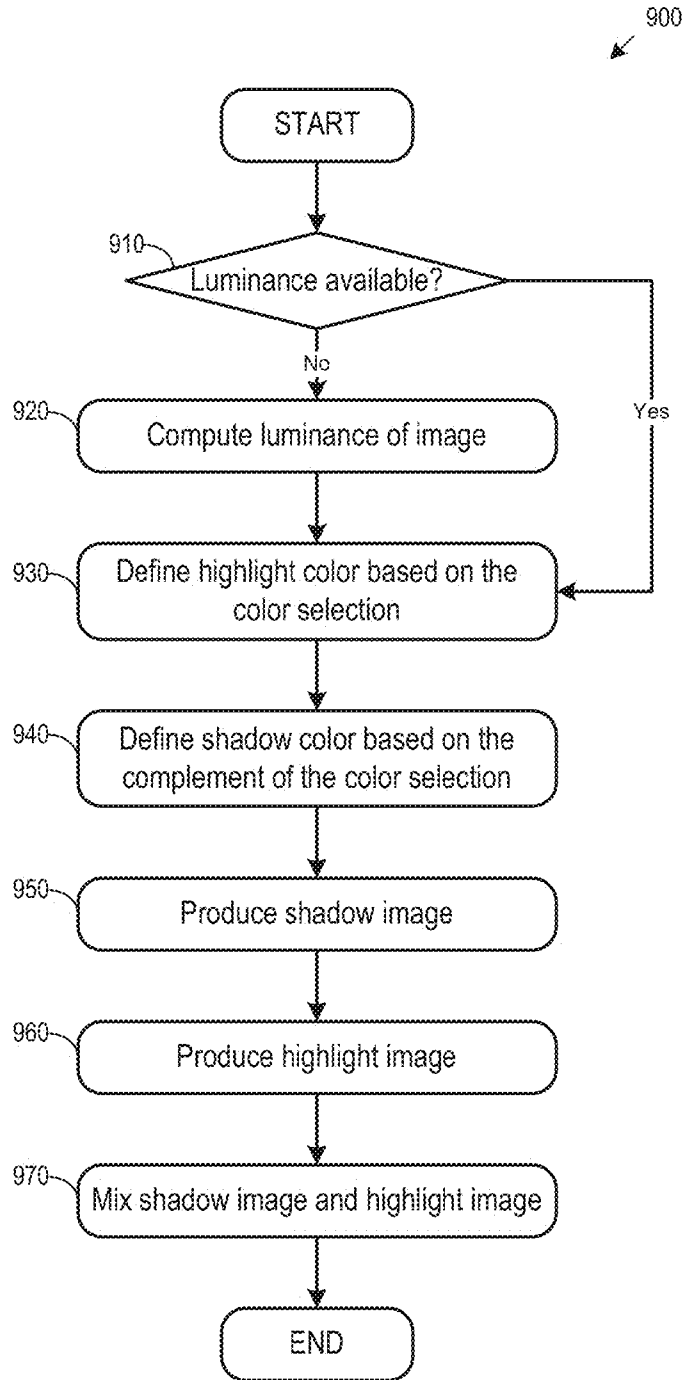 900
START
910
Luminance available?
No
Yes
920
Compute luminance of image
930
Define highlight color based on the
color selection
940
Define shadow color based on the
complement of the color selection
950
Produce shadow image
960
Produce highlight image
970
Mix shadow image and highlight image
END